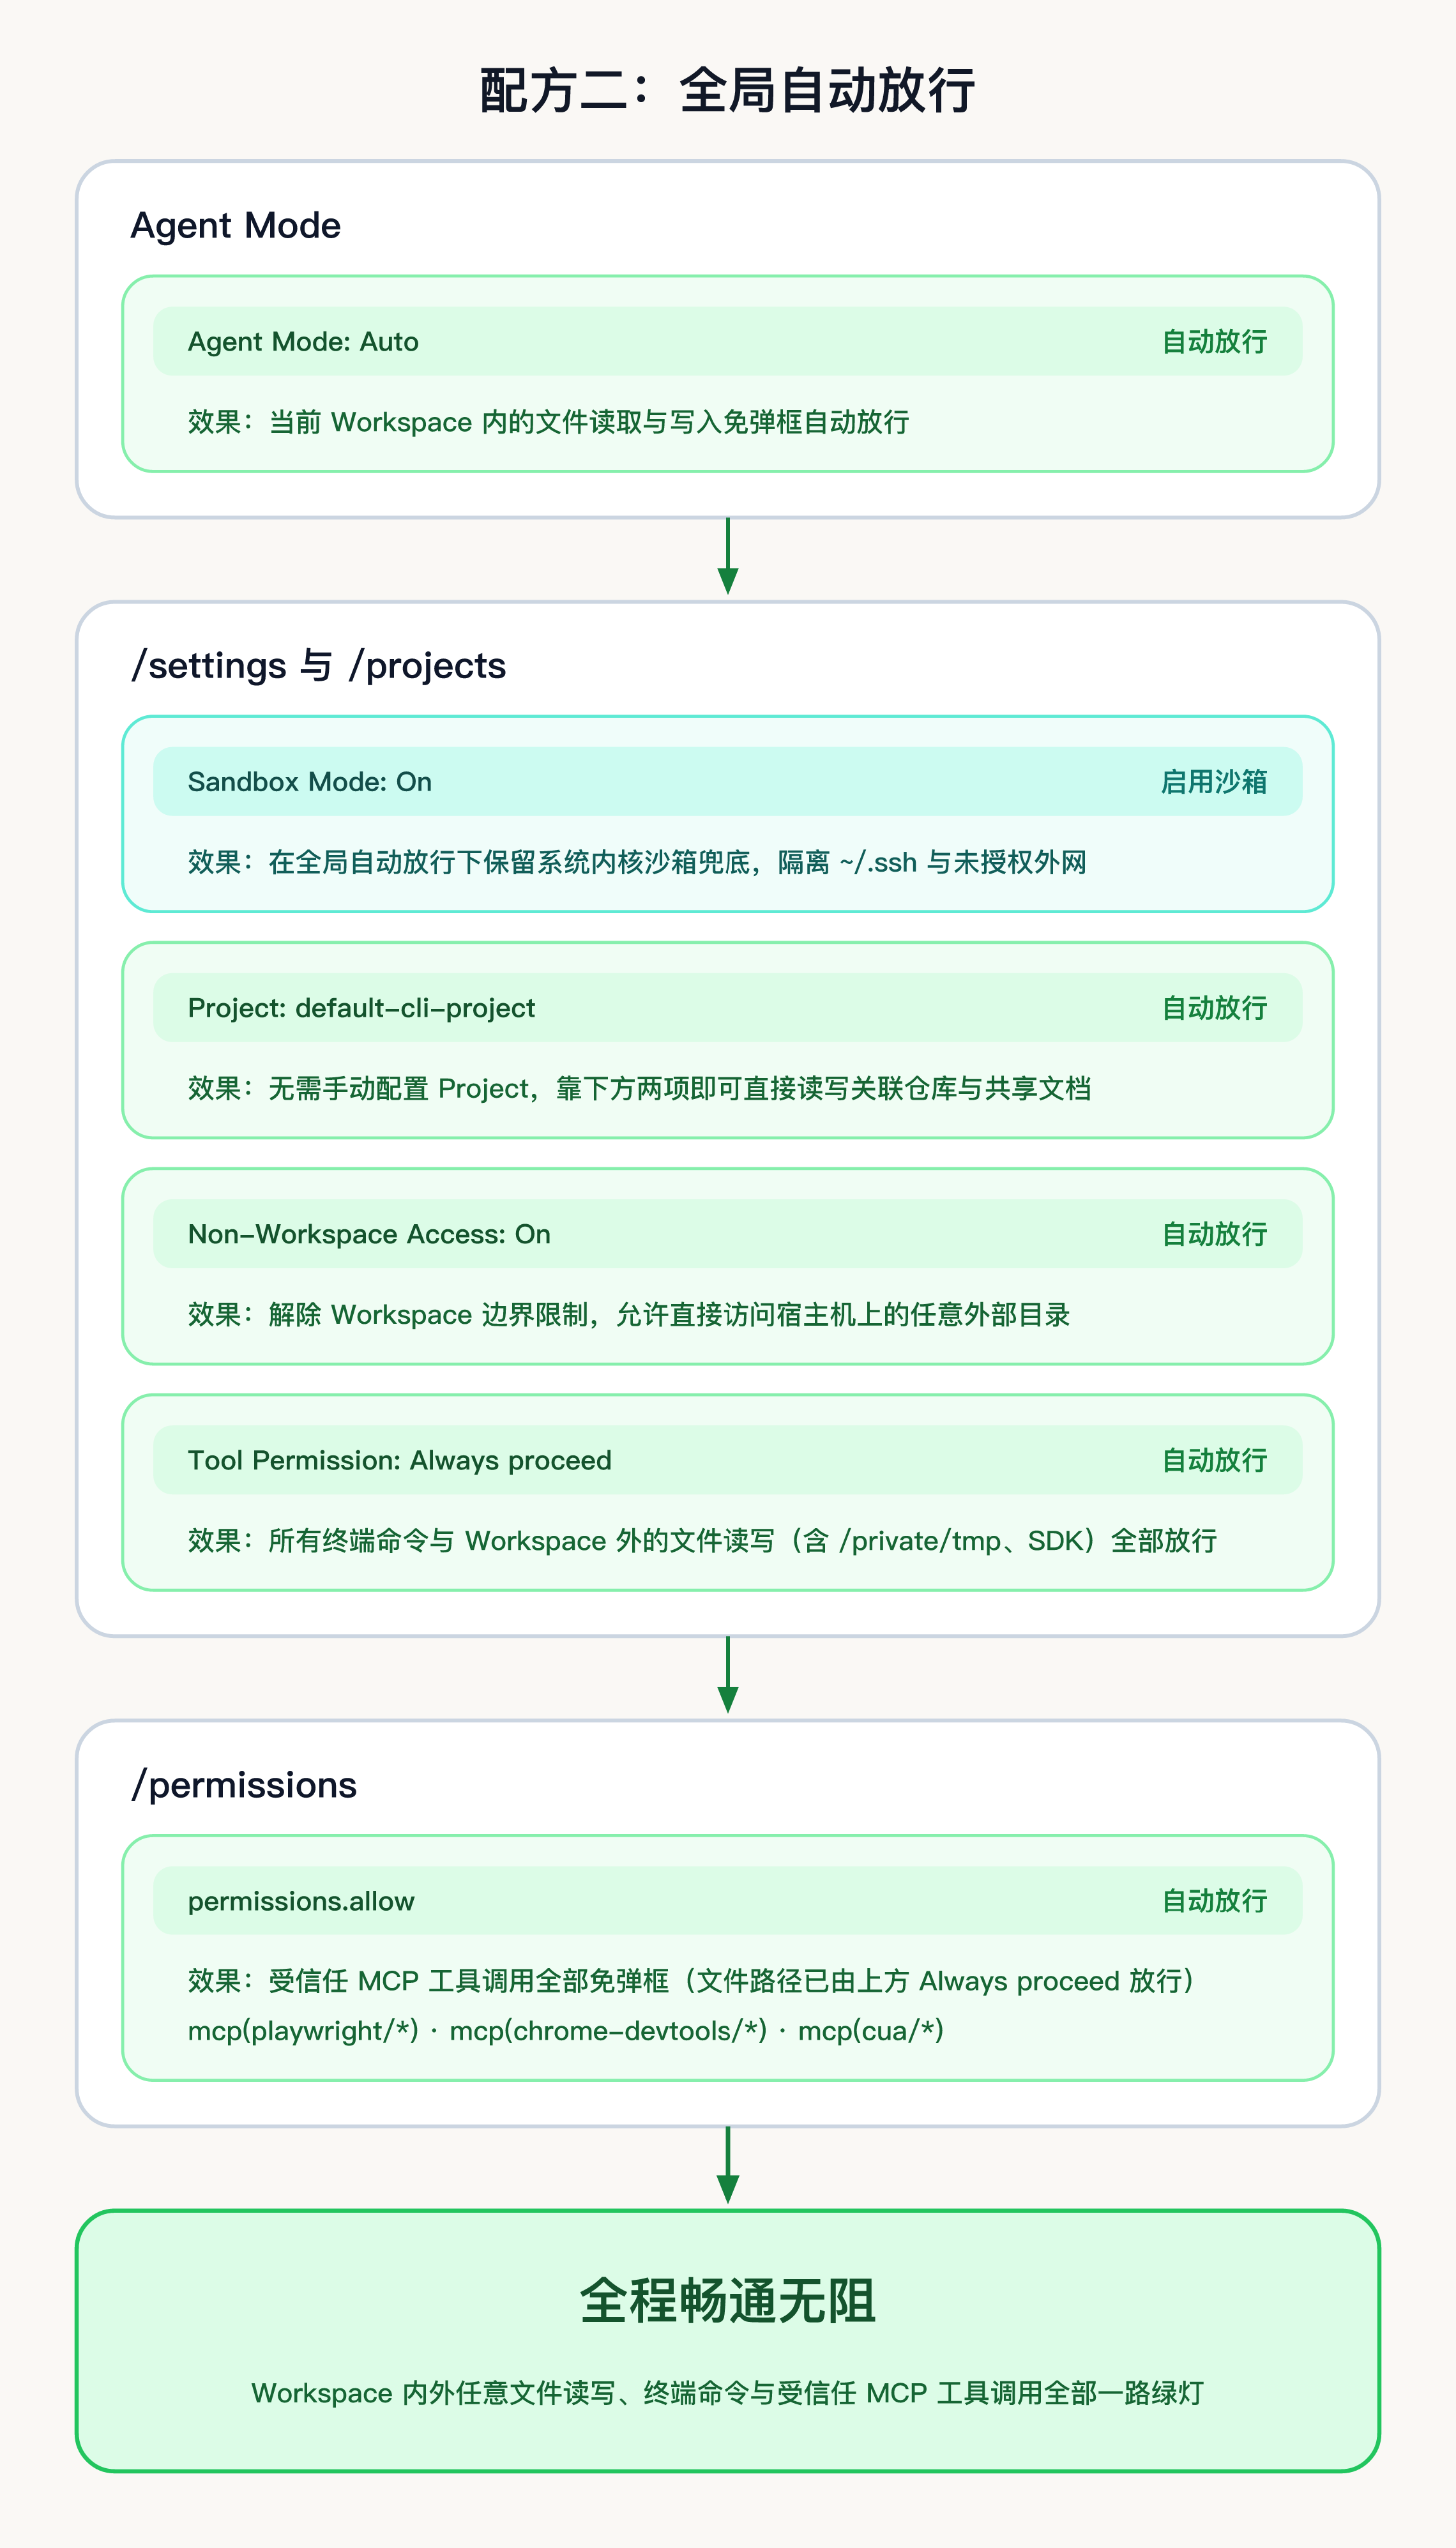 配方二：全局自动放行
Agent Mode
Agent Mode: Auto 自动放行
效果：当前 Workspace 内的文件读取与写入免弹框自动放行
/settings 与 /projects
Sandbox Mode: On 启用沙箱
效果：在全局自动放行下保留系统内核沙箱兜底，隔离 ~/.ssh 与未授权外网
Project: default-cli-project 自动放行
效果：无需手动配置 Project，靠下方两项即可直接读写关联仓库与共享文档
Non-Workspace Access: On 自动放行
效果：解除 Workspace 边界限制，允许直接访问宿主机上的任意外部目录
Tool Permission: Always proceed 自动放行
效果：所有终端命令与 Workspace 外的文件读写（含 /private/tmp、SDK）全部放行
/permissions
permissions.allow 自动放行
效果：受信任 MCP 工具调用全部免弹框（文件路径已由上方 Always proceed 放行）
mcp(playwright/*) · mcp(chrome-devtools/*) · mcp(cua/*)
全程畅通无阻
Workspace 内外任意文件读写、终端命令与受信任 MCP 工具调用全部一路绿灯